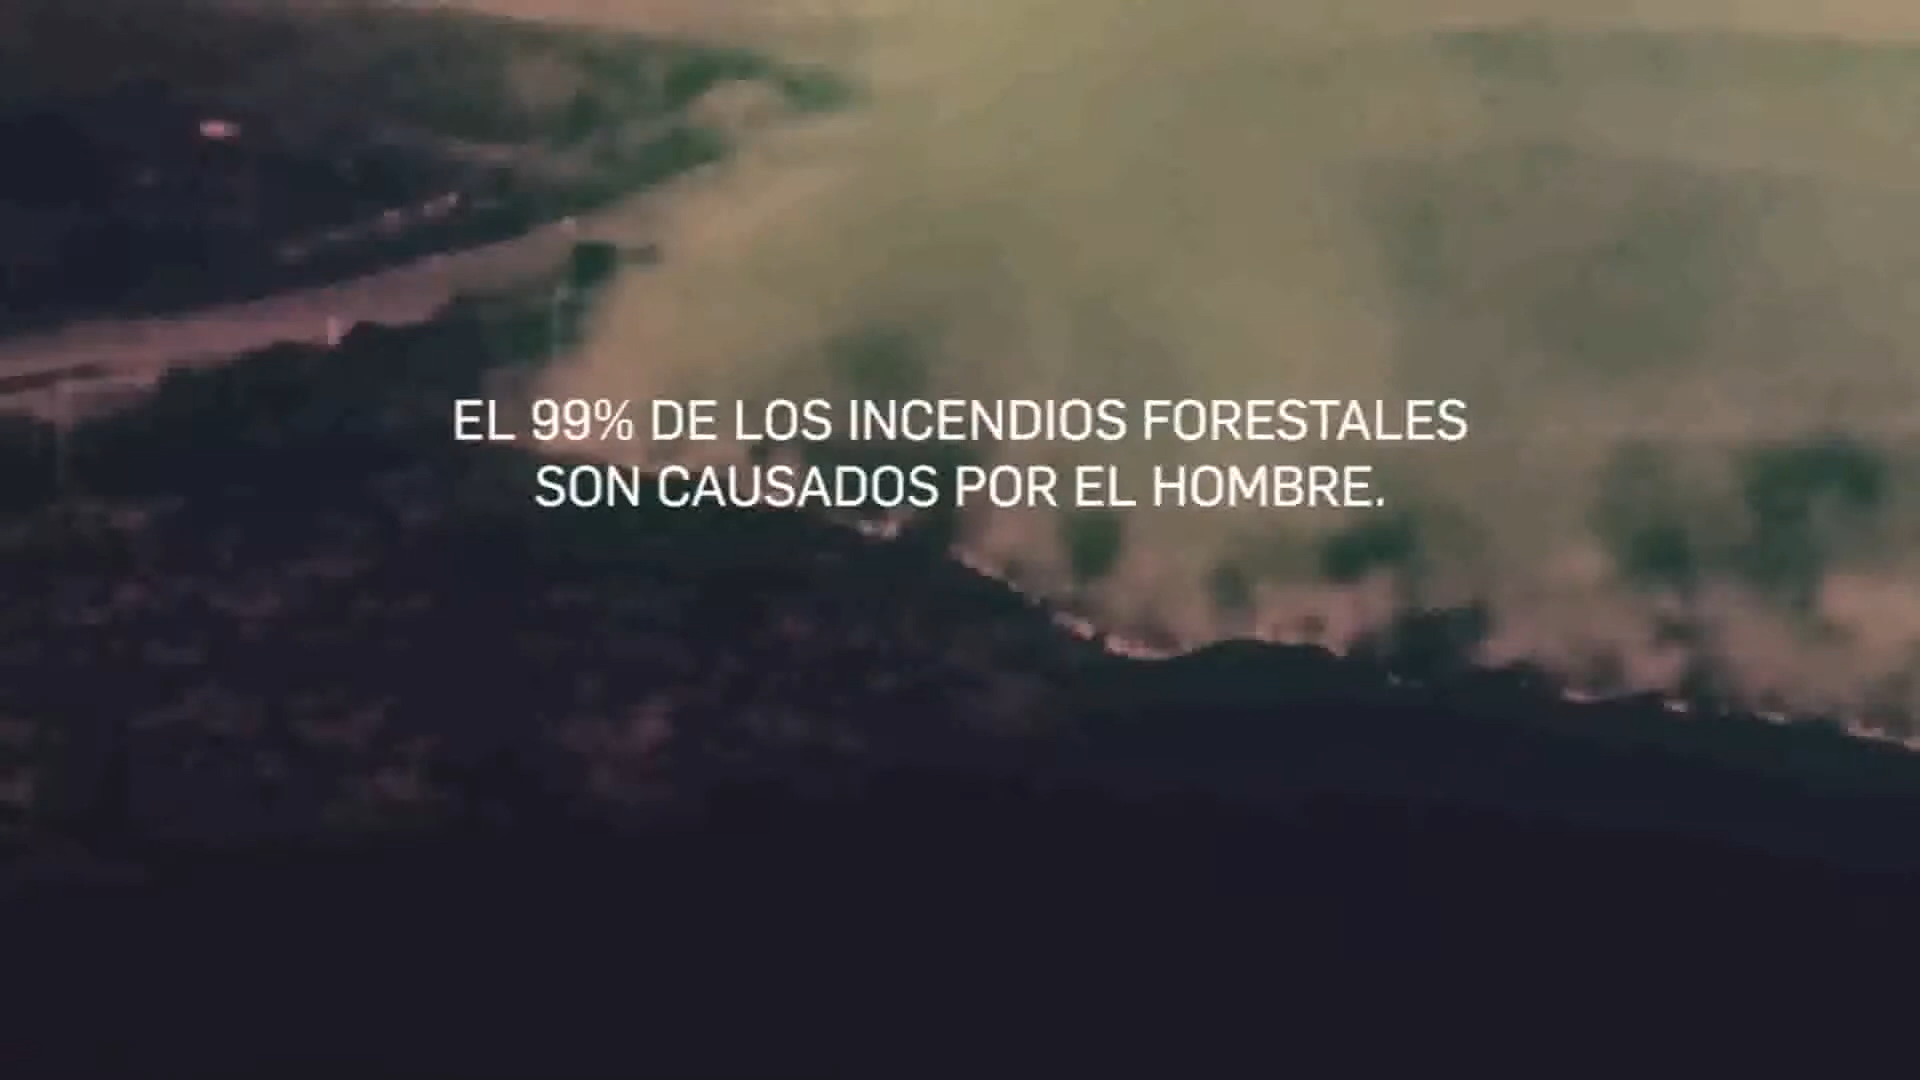 EL 99% DE LOS INCENDIOS FORESTALES
SON CAUSADOS POR EL HOMBRE.